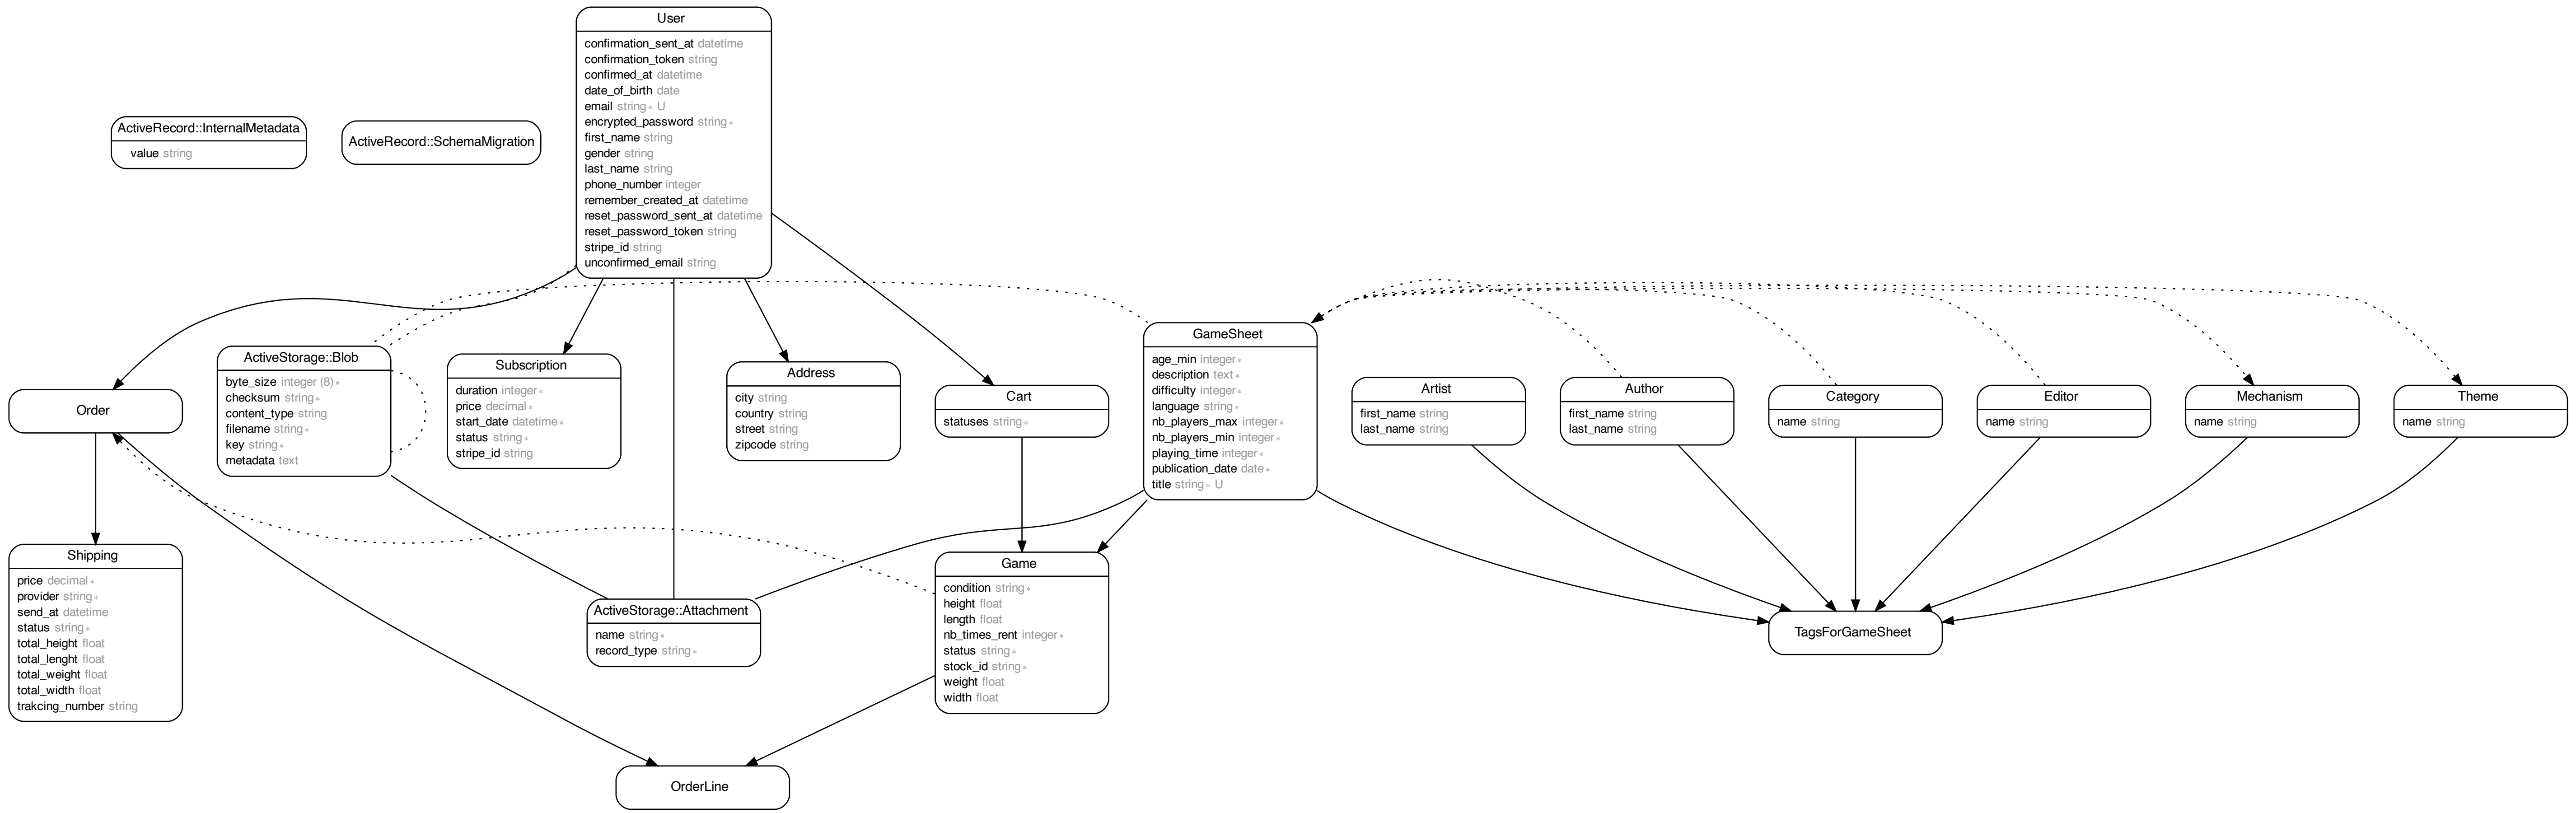 User
confirmation_sent_at datetime
confirmation_token string
confirmed_at datetime
date_of_birth date
email string∗ U
encrypted_password string∗
first_name string
gender string
last_name string
phone_number integer
remember_created_at datetime
reset_password_sent_at datetime
reset_password_token string
stripe_id string
unconfirmed_email string
ActiveRecord::InternalMetadata
value string
ActiveRecord::SchemaMigration
Order
ActiveStorage::Blob
byte_size integer (8)∗
checksum string∗
content_type string
filename string∗
key string∗
metadata text
Subscription
duration integer∗
price decimal∗
start_date datetime∗
status string∗
stripe_id string
Address
city string
country string
street string
zipcode string
Cart
statuses string∗
GameSheet
age_min integer∗
description text∗
difficulty integer∗
language string∗
nb_players_max integer∗
nb_players_min integer∗
playing_time integer∗
publication_date date∗
title string∗ U
Artist
first_name string
last_name string
Author
first_name string
last_name string
Category
name string
Editor
name string
Mechanism
name string
Theme
name string
Shipping
price decimal∗
provider string∗
send_at datetime
status string∗
total_height float
total_lenght float
total_weight float
total_width float
trakcing_number string
ActiveStorage::Attachment
name string∗
record_type string∗
Game
condition string∗
height float
length float
nb_times_rent integer∗
status string∗
stock_id string∗
weight float
width float
TagsForGameSheet
OrderLine